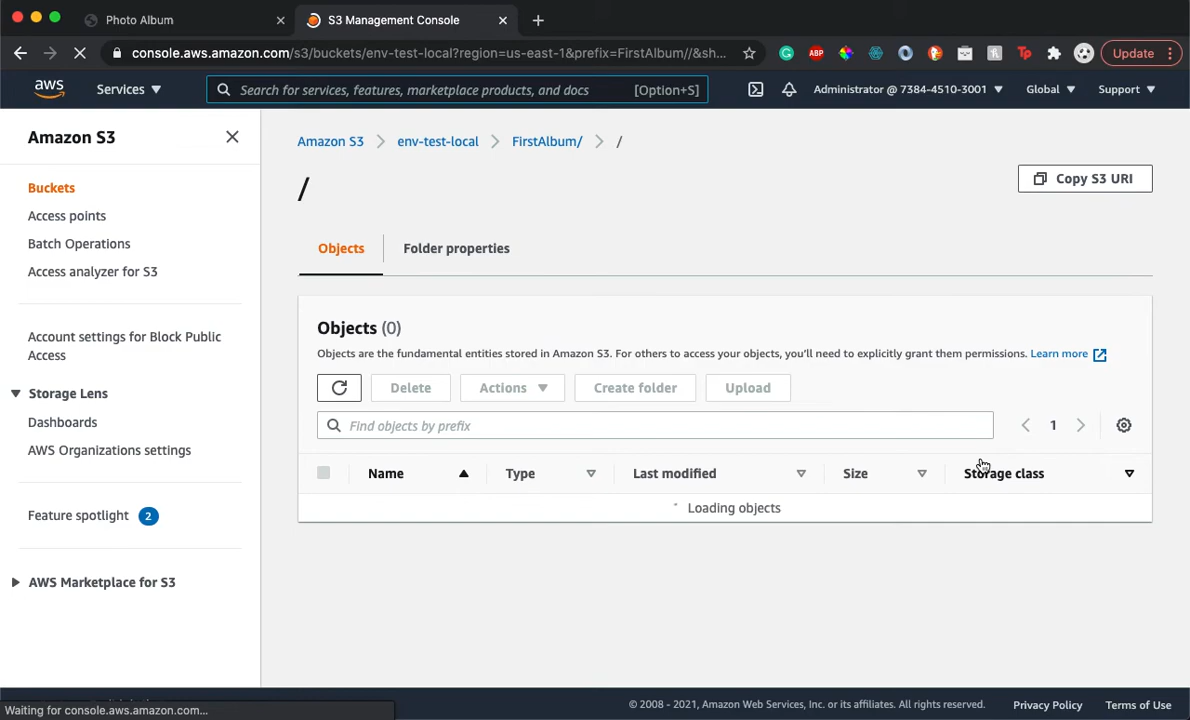 Photo Album
S3 Management Console
console.aws.amazon.com/s3/buckets/env-test-local?region=us-east-1&prefix=FirstAlbum//&sh...
ABP
Tp
Update
aws
Services
Search for services, features, marketplace products, and docs
[Option+S]
Administrator @ 7384-4510-3001
Global
Support
Amazon S3
Buckets
Access points
Batch Operations
Access analyzer for S3
Account settings for Block Public
Access
Storage Lens
Dashboards
AWS Organizations settings
Feature spotlight
2
AWS Marketplace for S3
Amazon S3
env-test-local
FirstAlbum/
/
/
Copy S3 URI
Objects
Folder properties
Objects (0)
Objects are the fundamental entities stored in Amazon S3. For others to access your objects, you'll need to explicitly grant them permissions. Learn more
Delete
Actions
Create folder
Upload
Find objects by prefix
1
Name
Type
Last modified
Size
Storage class
Loading objects
Waiting for console.aws.amazon.com...
© 2008 - 2021, Amazon Web Services, Inc. or its affiliates. All rights reserved.
Privacy Policy
Terms of Use